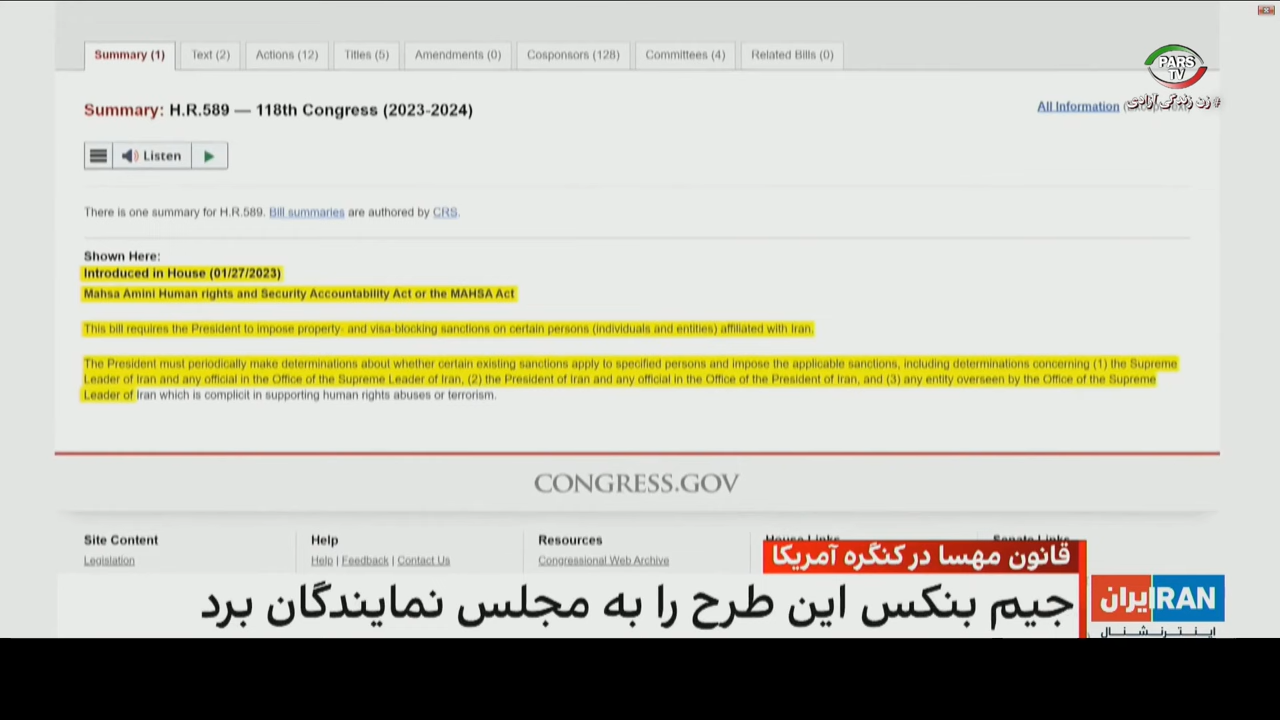 Summary (1) Text (2) Actions (12) Titles (5) Amendments (0) Cosponsors (128) Committees (4) Related Bills (0)
PARS
TV
# زن زندگی آزادی
Summary: H.R.589 — 118th Congress (2023-2024)
All Information
Listen
There is one summary for H.R.589. Bill summaries are authored by CRS.
Shown Here:
Introduced in House (01/27/2023)
Mahsa Amini Human rights and Security Accountability Act or the MAHSA Act
This bill requires the President to impose property- and visa-blocking sanctions on certain persons (individuals and entities) affiliated with Iran.
The President must periodically make determinations about whether certain existing sanctions apply to specified persons and impose the applicable sanctions, including determinations concerning (1) the Supreme
Leader of Iran and any official in the Office of the Supreme Leader of Iran, (2) the President of Iran and any official in the Office of the President of Iran, and (3) any entity overseen by the Office of the Supreme
Leader of Iran which is complicit in supporting human rights abuses or terrorism.
CONGRESS.GOV
Site Content Help Resources House Links Senate Links
Legislation Help | Feedback | Contact Us Congressional Web Archive
قانون مهسا در کنگره آمریکا
جیم بنکس این طرح را به مجلس نمایندگان برد
ایران IRAN
اینترنشنال